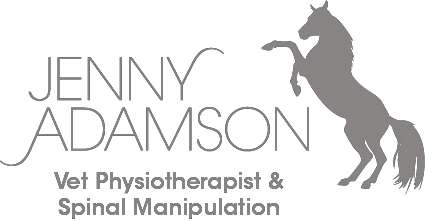 JENNY
ADAMSON
Vet Physiotherapist &
Spinal Manipulation